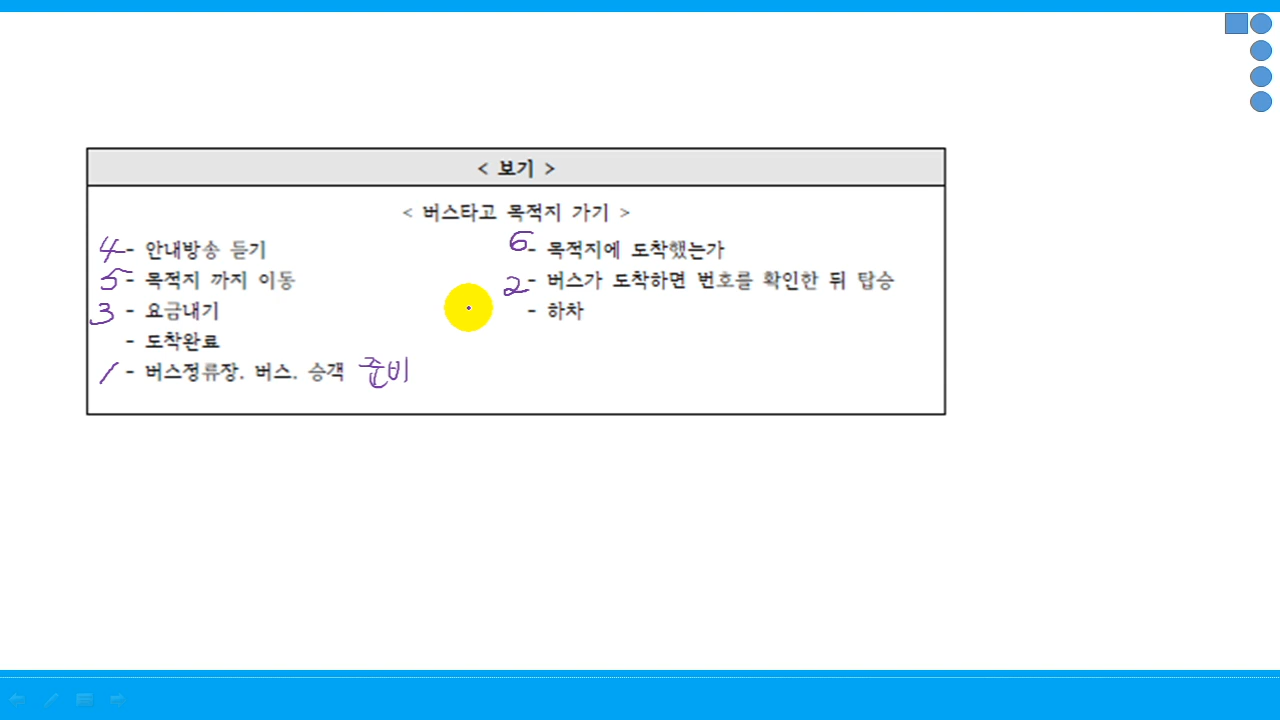 < 보기 >
< 버스타고 목적지 가기 >
4 - 안내방송 듣기
5 - 목적지 까지 이동
3 - 요금내기
- 도착완료
1 - 버스정류장. 버스. 승객 준비
6 - 목적지에 도착했는가
2 - 버스가 도착하면 번호를 확인한 뒤 탑승
- 하차